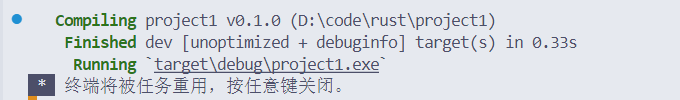 Compiling project1 v0.1.0 (D:\code\rust\project1)
Finished dev [unoptimized + debuginfo] target(s) in 0.33s
Running `target\debug\project1.exe`
* 终端将被任务重用，按任意键关闭。